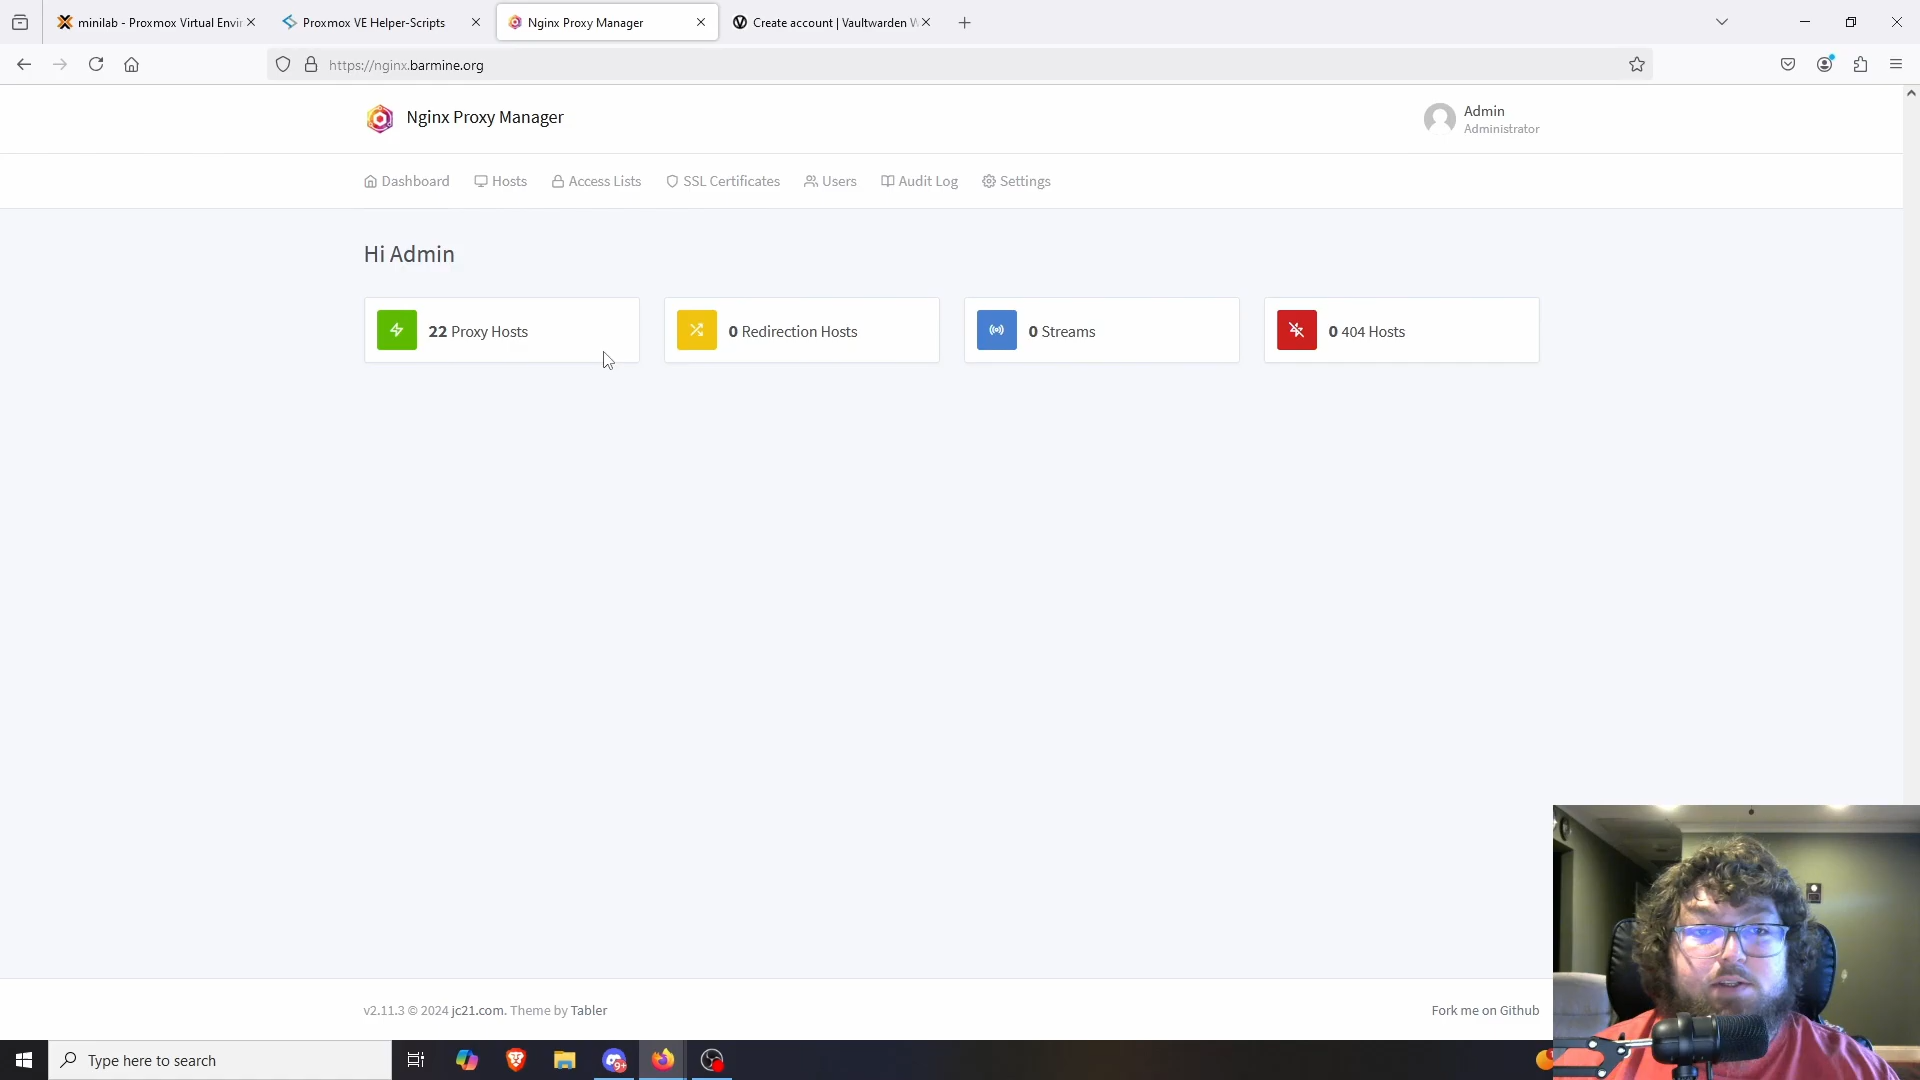 minilab - Proxmox Virtual Envir
Proxmox VE Helper-Scripts
Nginx Proxy Manager
Create account | Vaultwarden W
https://nginx.barmine.org
Nginx Proxy Manager
Admin
Administrator
Dashboard
Hosts
Access Lists
SSL Certificates
Users
Audit Log
Settings
Hi Admin
22 Proxy Hosts
0 Redirection Hosts
0 Streams
0 404 Hosts
v2.11.3 © 2024 jc21.com. Theme by Tabler
Fork me on Github
Type here to search
9+